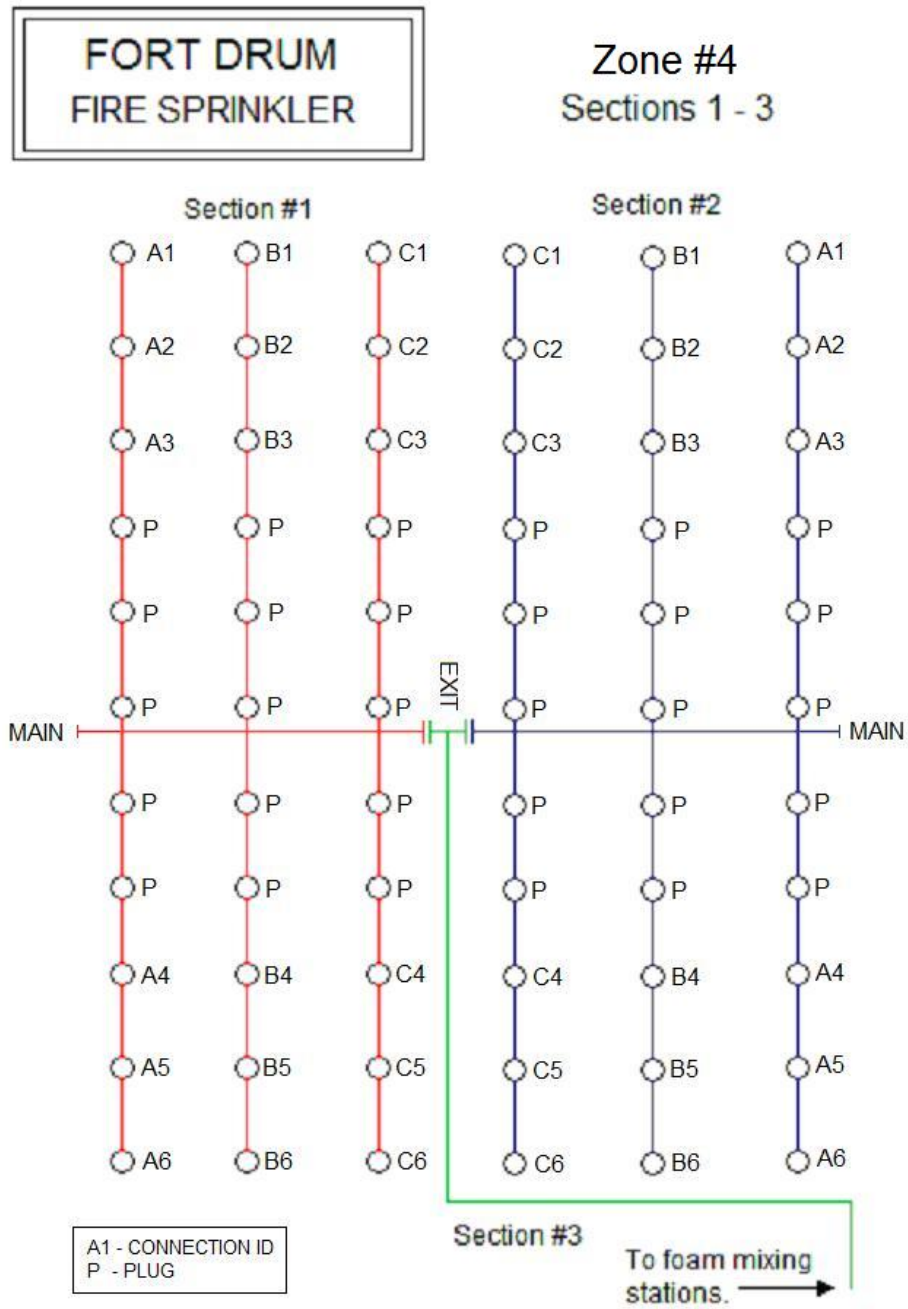 FORT DRUM
FIRE SPRINKLER
Zone #4
Sections 1 - 3
Section #1
Section #2
A1 B1 C1 C1 B1 A1
A2 B2 C2 C2 B2 A2
A3 B3 C3 C3 B3 A3
P P P P P P
P P P P P P
EXIT
P P P P P P
MAIN MAIN
P P P P P P
P P P P P P
A4 B4 C4 C4 B4 A4
A5 B5 C5 C5 B5 A5
A6 B6 C6 C6 B6 A6
Section #3
A1 - CONNECTION ID
P - PLUG
To foam mixing
stations.